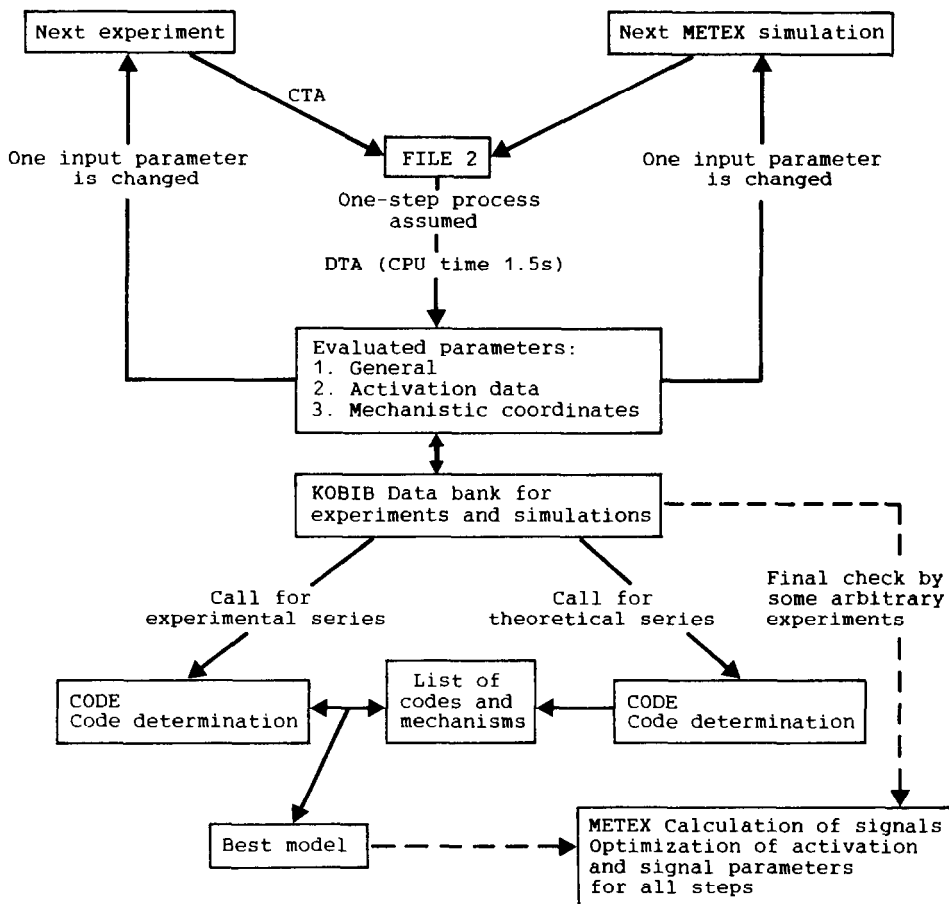 Next experiment
Next METEX simulation
CTA
FILE 2
One input parameter
is changed
One input parameter
is changed
One-step process
assumed
DTA (CPU time 1.5s)
Evaluated parameters:
1. General
2. Activation data
3. Mechanistic coordinates
KOBIB Data bank for
experiments and simulations
Call for
experimental series
Call for
theoretical series
Final check by
some arbitrary
experiments
CODE
Code determination
List of
codes and
mechanisms
CODE
Code determination
Best model
METEX Calculation of signals
Optimization of activation
and signal parameters
for all steps